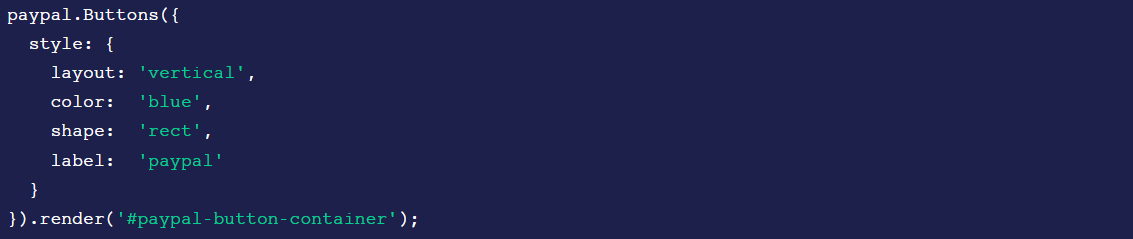 paypal.Buttons({
  style: {
    layout: 'vertical',
    color:  'blue',
    shape:  'rect',
    label:  'paypal'
  }
}).render('#paypal-button-container');